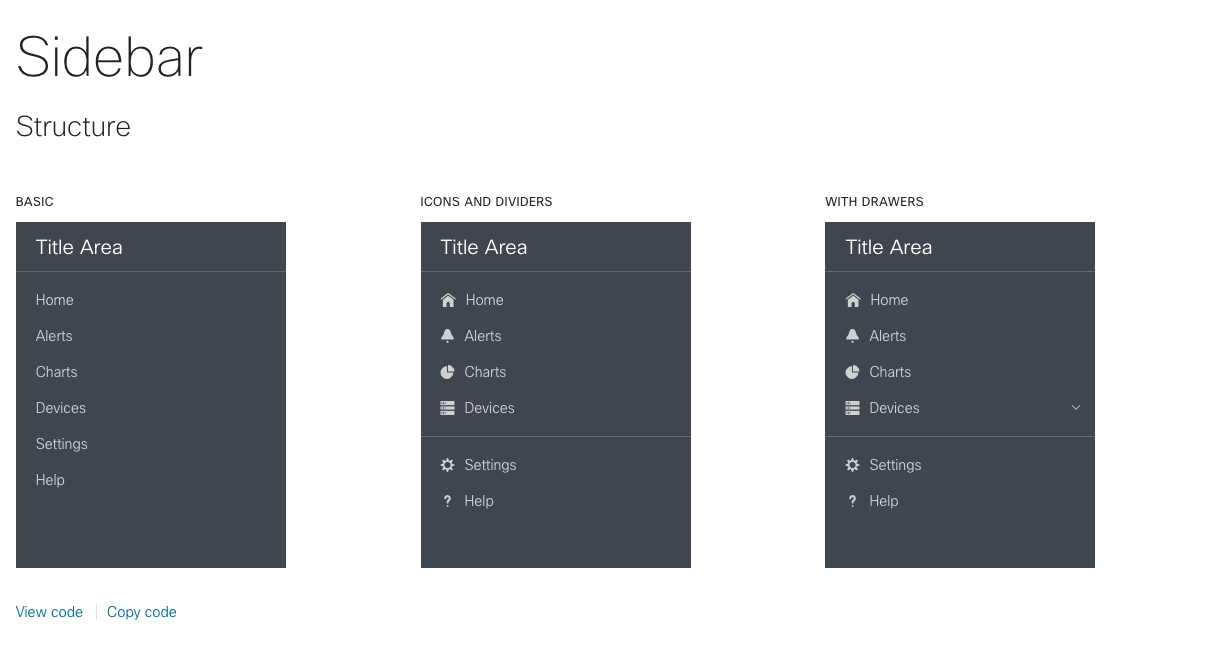 Sidebar
Structure
BASIC
Title Area
Home
Alerts
Charts
Devices
Settings
Help
ICONS AND DIVIDERS
Title Area
Home
Alerts
Charts
Devices
Settings
? Help
WITH DRAWERS
Title Area
Home
Alerts
Charts
Devices
Settings
? Help
View code
Copy code